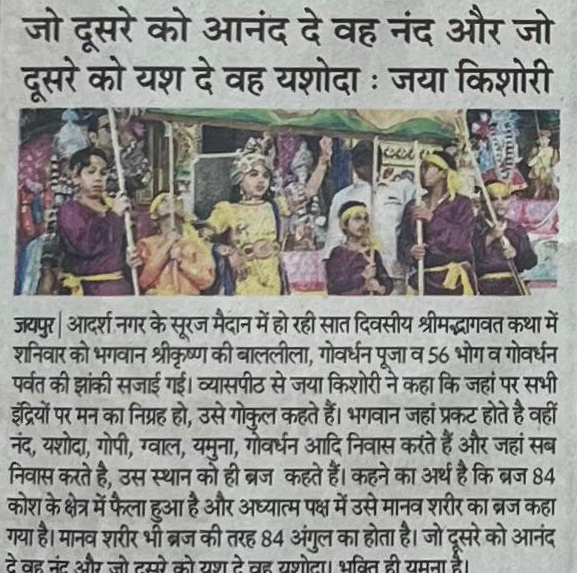 जो दूसरे को आनंद दे वह नंद और जो
दूसरे को यश दे वह यशोदा : जया किशोरी
जयपुर | आदर्श नगर के सूरज मैदान में हो रही सात दिवसीय श्रीमद्भागवत कथा में
शनिवार को भगवान श्रीकृष्ण की बाललीला, गोवर्धन पूजा व 56 भोग व गोवर्धन
पर्वत की झांकी सजाई गई। व्यासपीठ से जया किशोरी ने कहा कि जहां पर सभी
इंद्रियों पर मन का निग्रह हो, उसे गोकुल कहते हैं। भगवान जहां प्रकट होते है वहीं
नंद, यशोदा, गोपी, ग्वाल, यमुना, गोवर्धन आदि निवास करते हैं और जहां सब
निवास करते है, उस स्थान को ही ब्रज कहते हैं। कहने का अर्थ है कि ब्रज 84
कोश के क्षेत्र में फैला हुआ है और अध्यात्म पक्ष में उसे मानव शरीर का ब्रज कहा
गया है। मानव शरीर भी ब्रज की तरह 84 अंगुल का होता है। जो दूसरे को आनंद
दे वह नंद और जो दूसरे को यश दे वह यशोदा। भक्ति ही यमुना है।